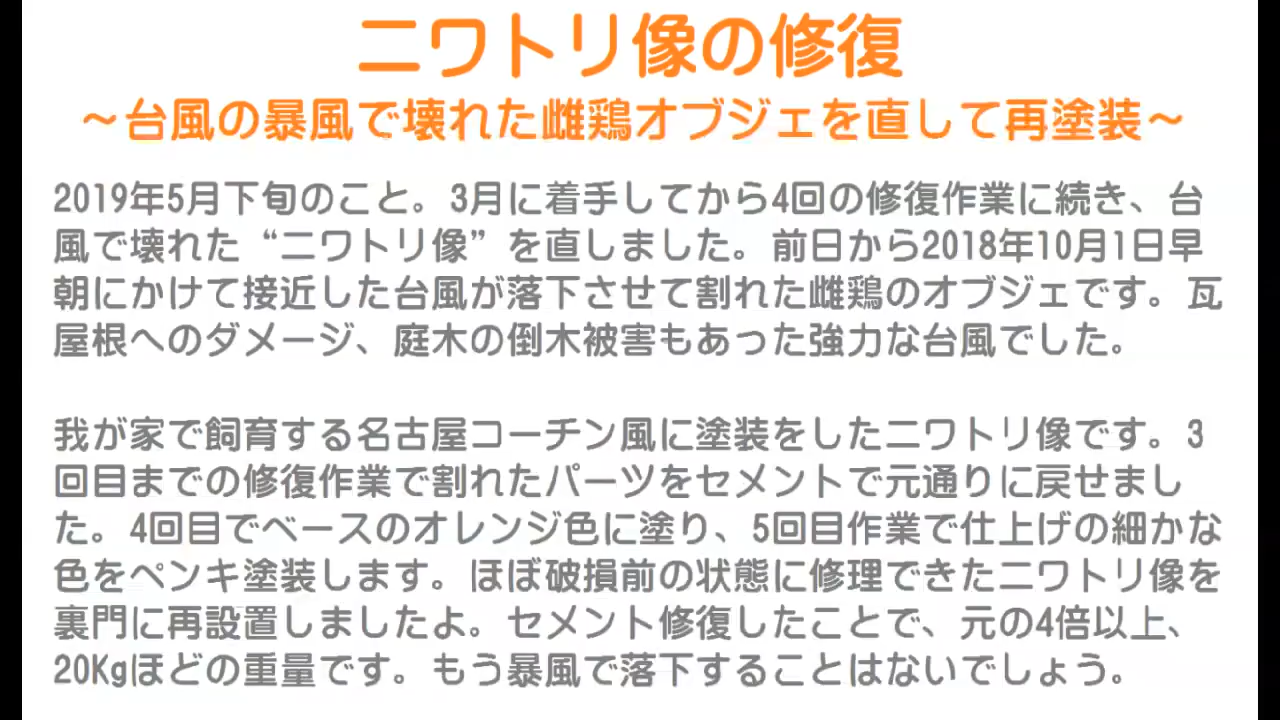 ニワトリ像の修復
～台風の暴風で壊れた雌鶏オブジェを直して再塗装～
2019年5月下旬のこと。3月に着手してから4回の修復作業に続き、台
風で壊れた“ニワトリ像”を直しました。前日から2018年10月1日早
朝にかけて接近した台風が落下させて割れた雌鶏のオブジェです。瓦
屋根へのダメージ、庭木の倒木被害もあった強力な台風でした。
我が家で飼育する名古屋コーチン風に塗装をしたニワトリ像です。3
回目までの修復作業で割れたパーツをセメントで元通りに戻せまし
た。4回目でベースのオレンジ色に塗り、5回目作業で仕上げの細かな
色をペンキ塗装します。ほぼ破損前の状態に修理できたニワトリ像を
裏門に再設置しましたよ。セメント修復したことで、元の4倍以上、
20Kgほどの重量です。もう暴風で落下することはないでしょう。